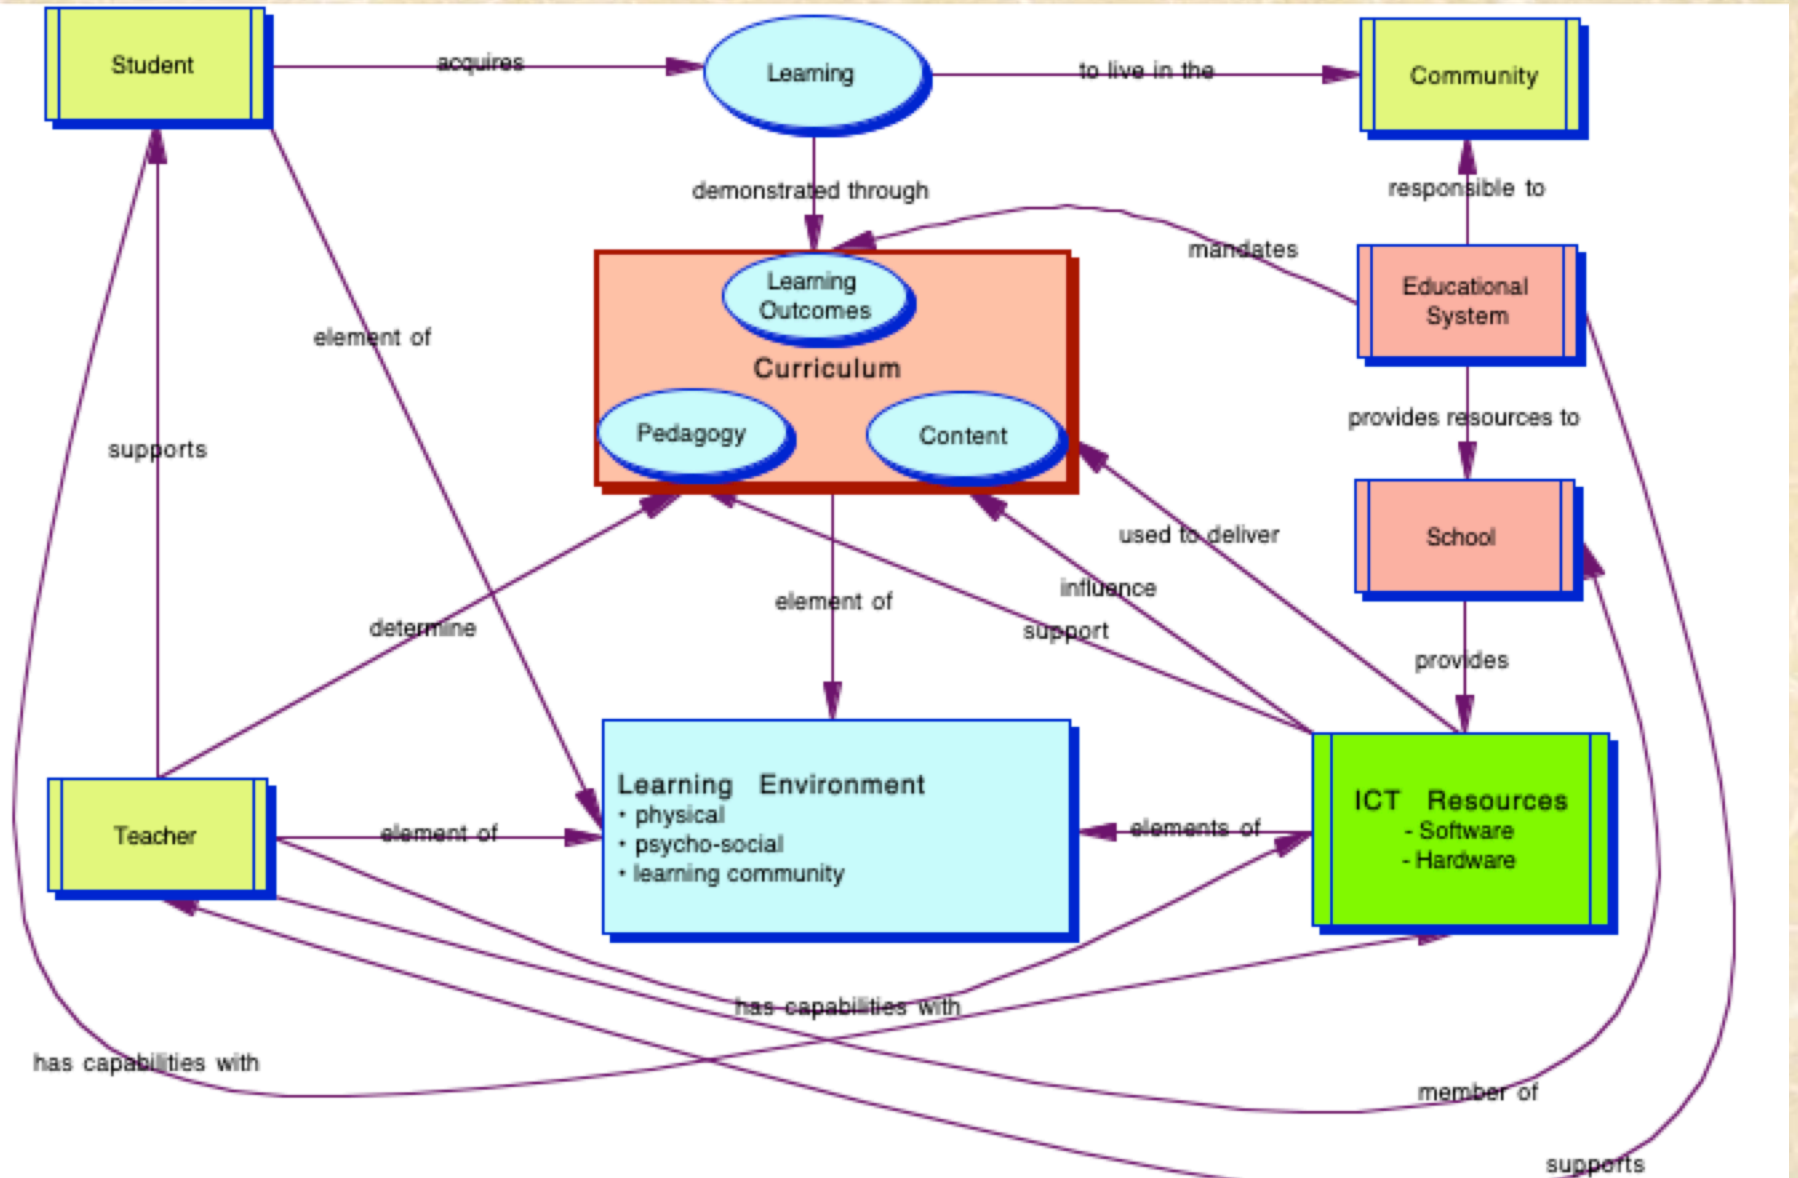 Student
acquires
Learning
to live in the
Community
demonstrated through
responsible to
mandates
Learning
Outcomes
Educational
System
element of
Curriculum
provides resources to
Pedagogy
Content
supports
used to deliver
School
influence
element of
determine
support
provides
Learning Environment
• physical
• psycho-social
• learning community
ICT Resources
- Software
- Hardware
Teacher
element of
elements of
has capabilities with
has capabilities with
member of
supports